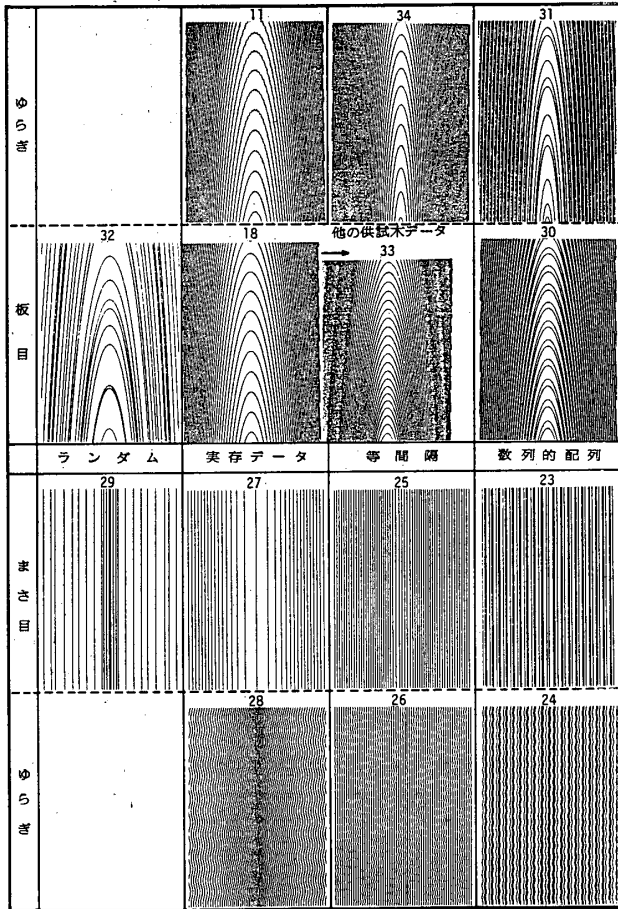 11 34 31
ゆらぎ
他の供試木データ
32 18 33 30
板目
ランダム 実存データ 等間隔 数列的配列
29 27 25 23
まさ目
28 26 24
ゆらぎ